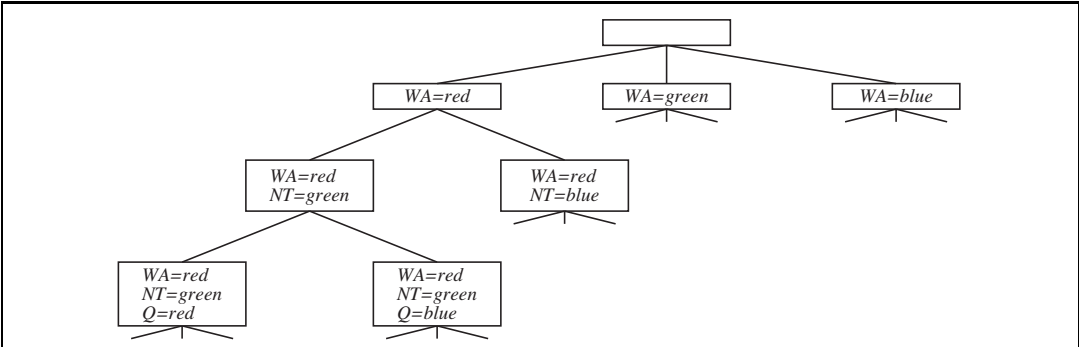 WA=red
WA=green
WA=blue
WA=red
NT=green
WA=red
NT=blue
WA=red
NT=green
Q=red
WA=red
NT=green
Q=blue